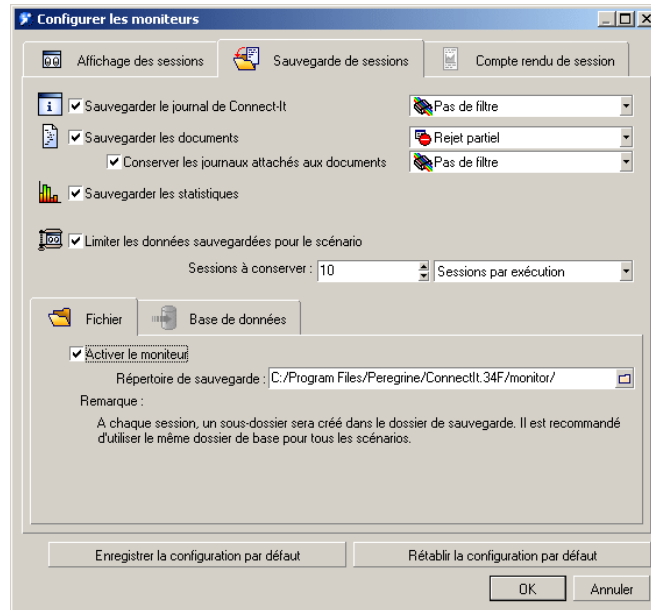 Configurer les moniteurs
Affichage des sessions
Sauvegarde de sessions
Compte rendu de session
Sauvegarder le journal de Connect-It
Pas de filtre
Sauvegarder les documents
Rejet partiel
Conserver les journaux attachés aux documents
Pas de filtre
Sauvegarder les statistiques
Limiter les données sauvegardées pour le scénario
Sessions à conserver : 10
Sessions par exécution
Fichier
Base de données
Activer le moniteur
Répertoire de sauvegarde : C:/Program Files/Peregrine/ConnectIt.34F/monitor/
Remarque :
A chaque session, un sous-dossier sera créé dans le dossier de sauvegarde. Il est recommandé
d'utiliser le même dossier de base pour tous les scénarios.
Enregistrer la configuration par défaut
Rétablir la configuration par défaut
OK
Annuler